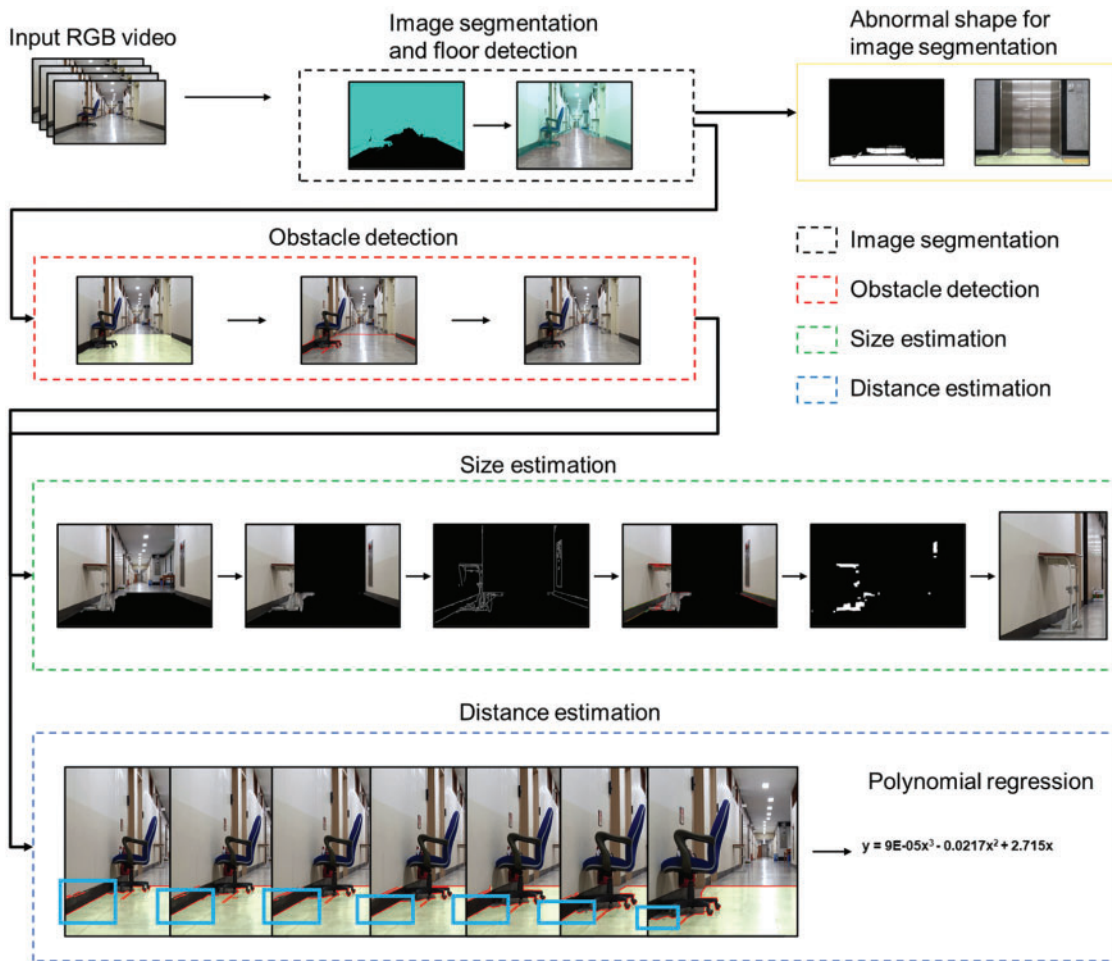 Input RGB video
Image segmentation
and floor detection
Abnormal shape for
image segmentation
Obstacle detection
Image segmentation
Obstacle detection
Size estimation
Distance estimation
Size estimation
Distance estimation
Polynomial regression
y = 9E-05x³ - 0.0217x² + 2.715x